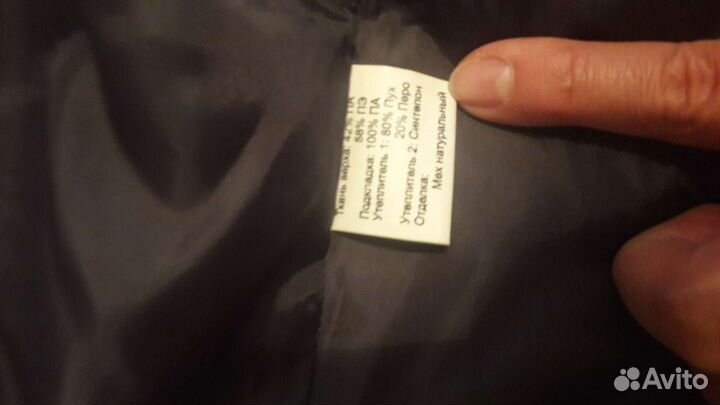 Ткань верха: 42% ПА
58% ПЭ
Подкладка: 100% ПА
Утеплитель 1: 80% Пух
20% Перо
Утеплитель 2: Синтепон
Отделка:
Мех натуральный
Avito